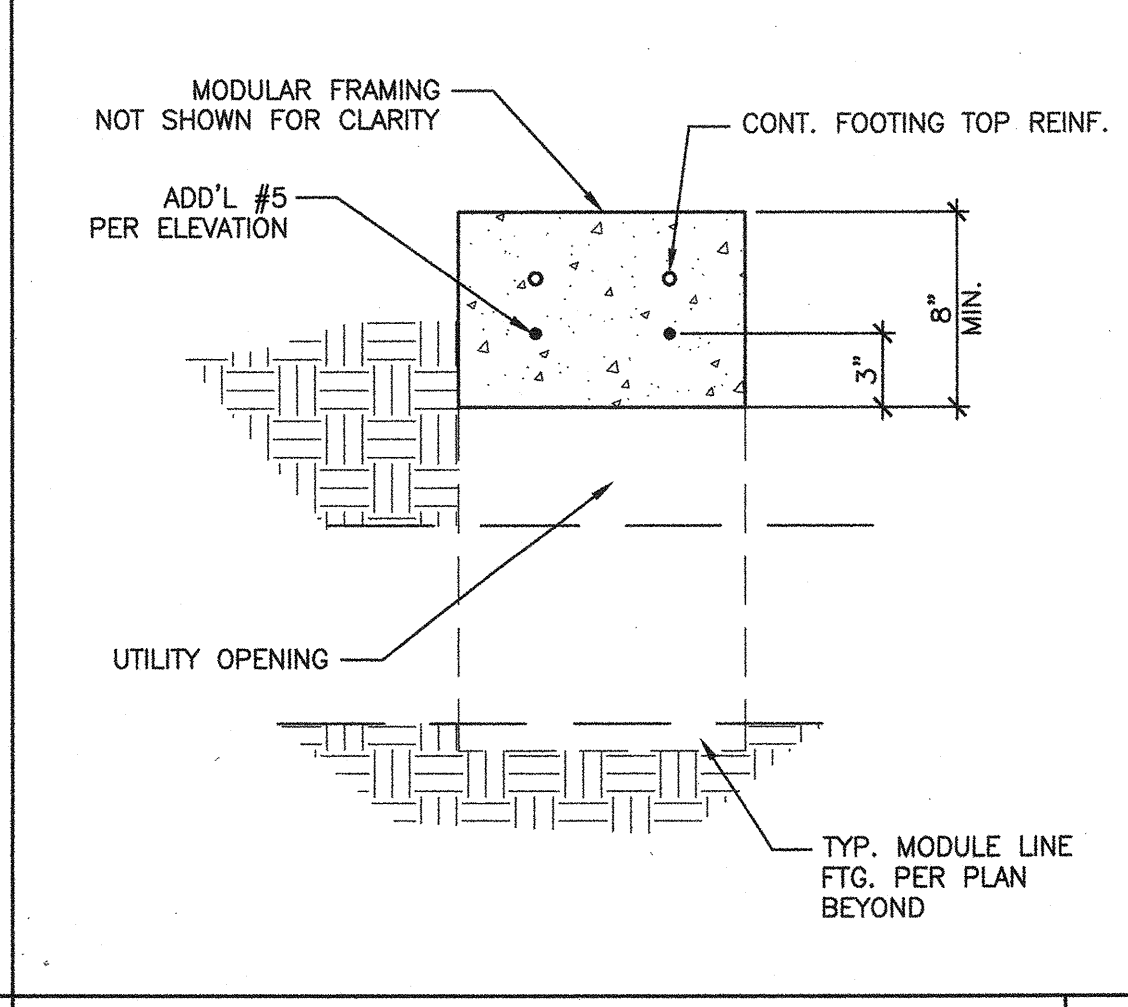 MODULAR FRAMING
NOT SHOWN FOR CLARITY
CONT. FOOTING TOP REINF.
ADD'L #5
PER ELEVATION
8"
MIN.
3"
UTILITY OPENING
TYP. MODULE LINE
FTG. PER PLAN
BEYOND